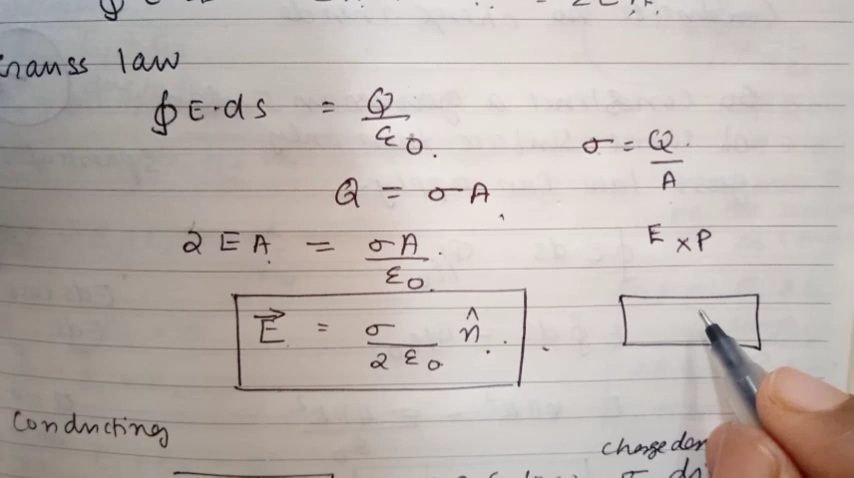 Gauss law
∮ E·ds = Q/ε0.
σ = Q/A
Q = σA,
E x P
2EA = σA/ε0.
E⃗ = σ/2ε0 n̂.
Conducting
charge den